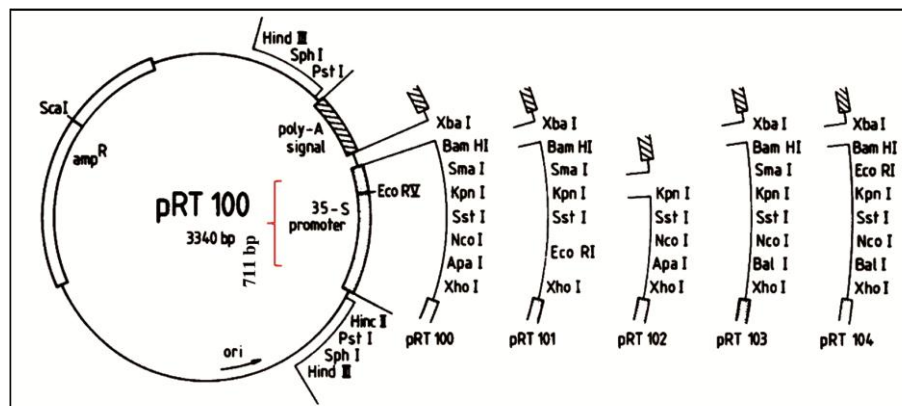 Hind III
Sph I
Pst I
Sca I
amp R
poly-A
signal
Eco RV
pRT 100
3340 bp
711 bp
35-S
promoter
Hinc II
Pst I
Sph I
Hind III
ori
Xba I
Bam HI
Sma I
Kpn I
Sst I
Nco I
Apa I
Xho I
pRT 100
Xba I
Bam HI
Sma I
Kpn I
Sst I
Eco RI
Xho I
pRT 101
Kpn I
Sst I
Nco I
Apa I
Xho I
pRT 102
Xba I
Bam HI
Sma I
Kpn I
Sst I
Nco I
Bal I
Xho I
pRT 103
Xba I
Bam HI
Eco RI
Kpn I
Sst I
Nco I
Bal I
Xho I
pRT 104